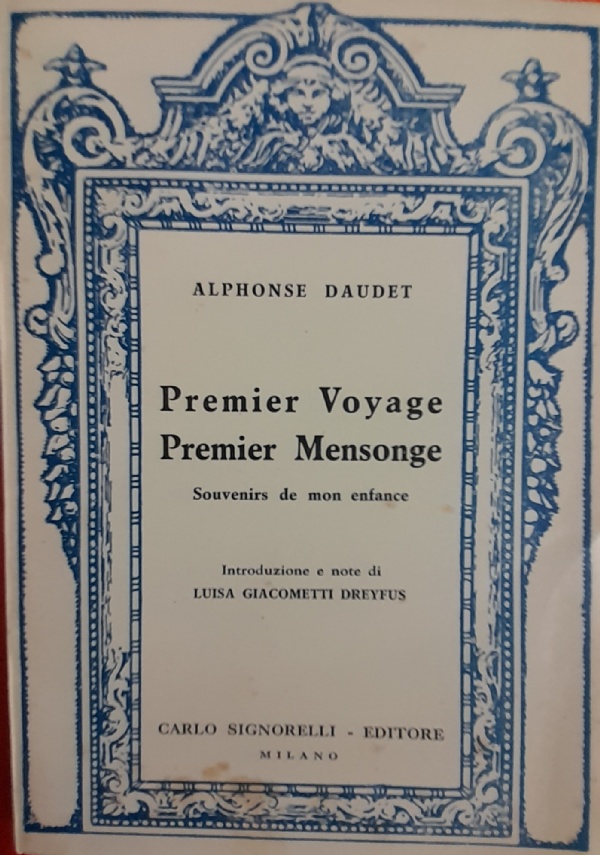 ALPHONSE DAUDET
Premier Voyage
Premier Mensonge
Souvenirs de mon enfance
Introduzione e note di
LUISA GIACOMETTI DREYFUS
CARLO SIGNORELLI - EDITORE
MILANO